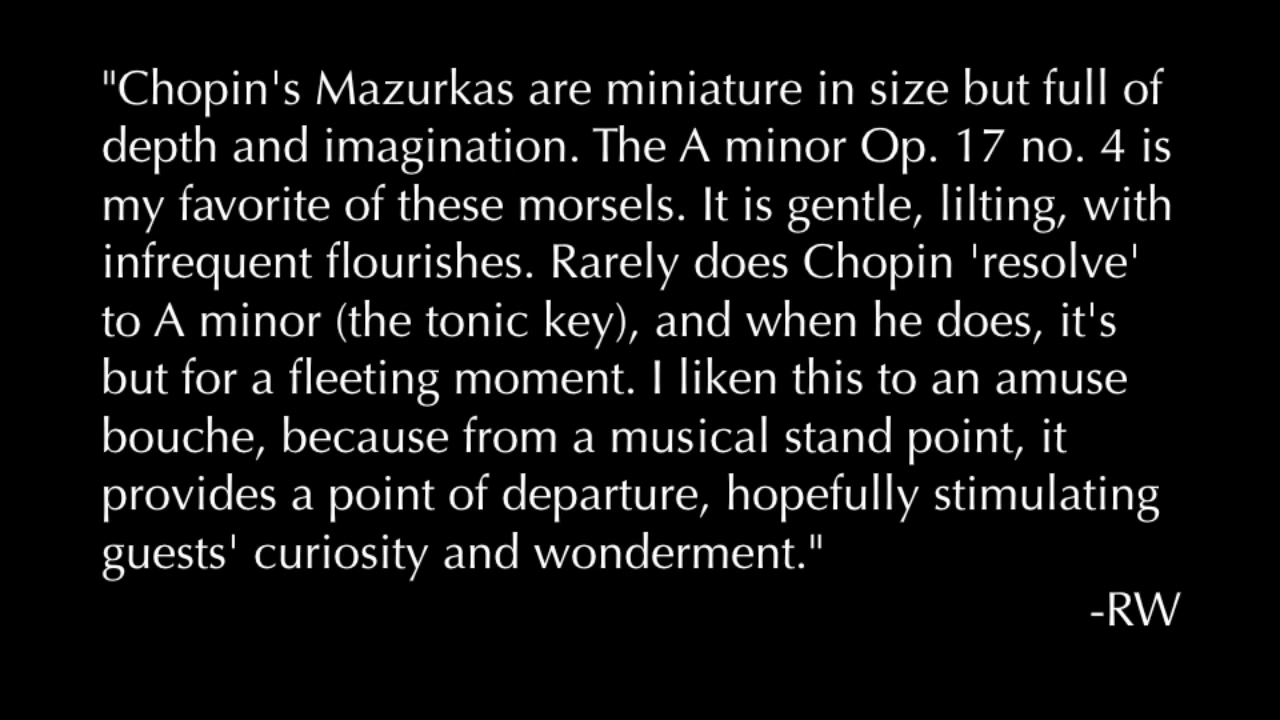 "Chopin's Mazurkas are miniature in size but full of
depth and imagination. The A minor Op. 17 no. 4 is
my favorite of these morsels. It is gentle, lilting, with
infrequent flourishes. Rarely does Chopin 'resolve'
to A minor (the tonic key), and when he does, it's
but for a fleeting moment. I liken this to an amuse
bouche, because from a musical stand point, it
provides a point of departure, hopefully stimulating
guests' curiosity and wonderment."
-RW